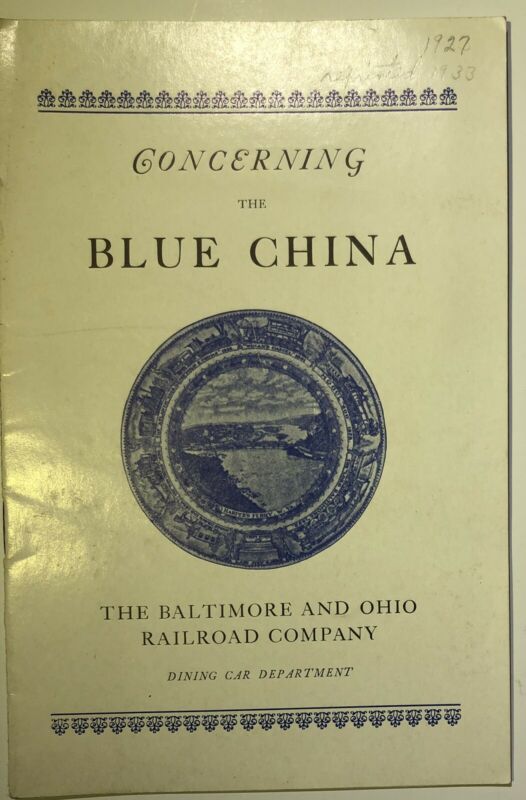 1927
reprinted 1933
CONCERNING
THE
BLUE CHINA
HARPERS FERRY
THE BALTIMORE AND OHIO
RAILROAD COMPANY
DINING CAR DEPARTMENT